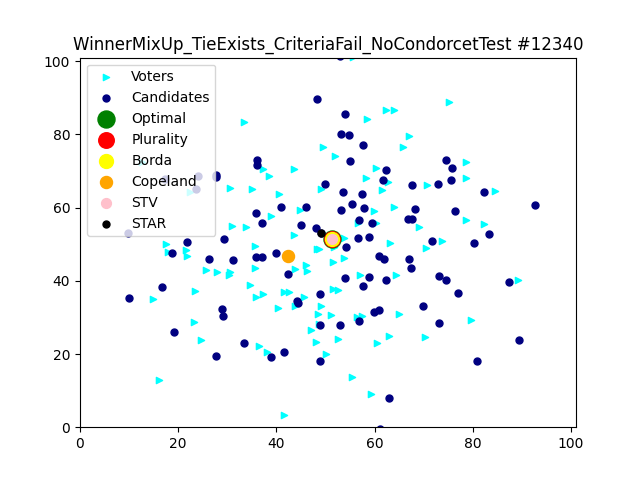 WinnerMixUp_TieExists_CriteriaFail_NoCondorcetTest #12340
100
80
60
40
20
0
0 20 40 60 80 100
Voters
Candidates
Optimal
Plurality
Borda
Copeland
STV
STAR